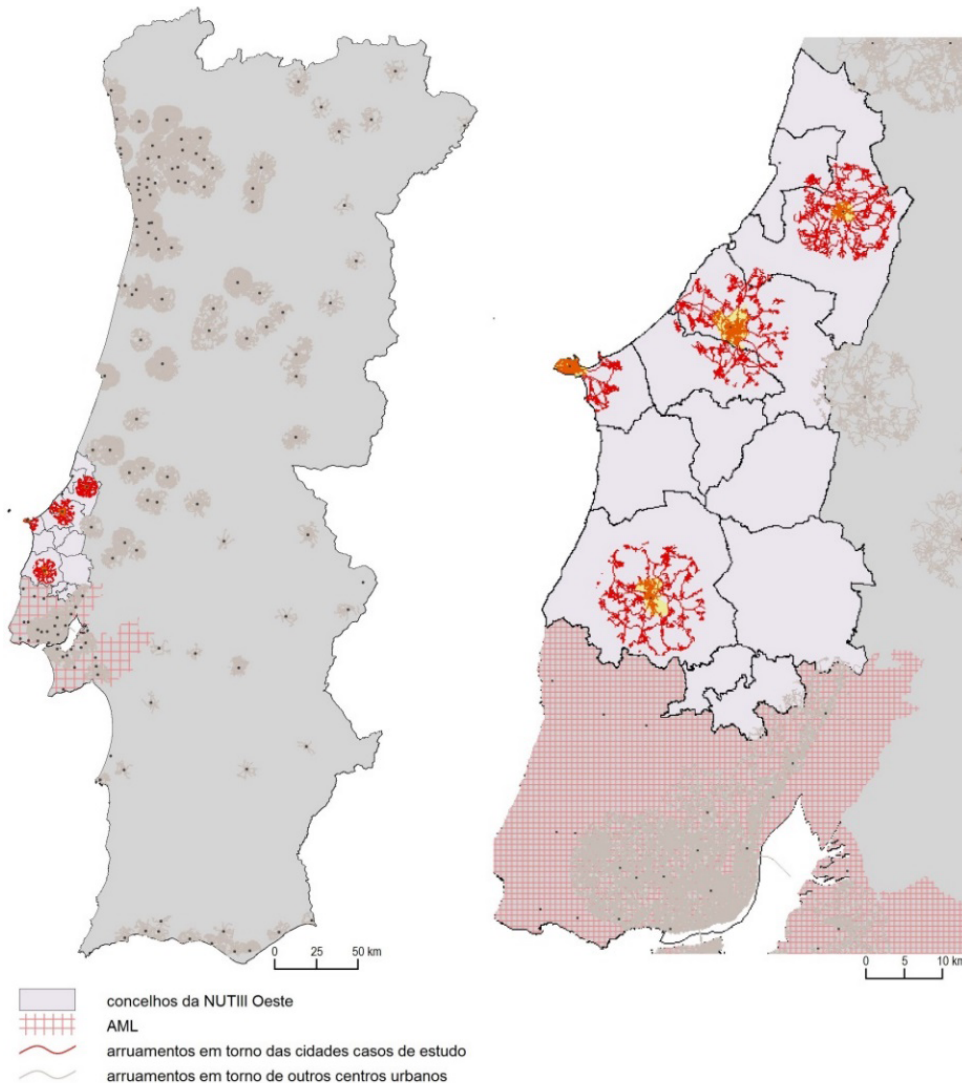 0 25 50 km
0 5 10 km
concelhos da NUTIII Oeste
AML
arruamentos em torno das cidades casos de estudo
arruamentos em torno de outros centros urbanos